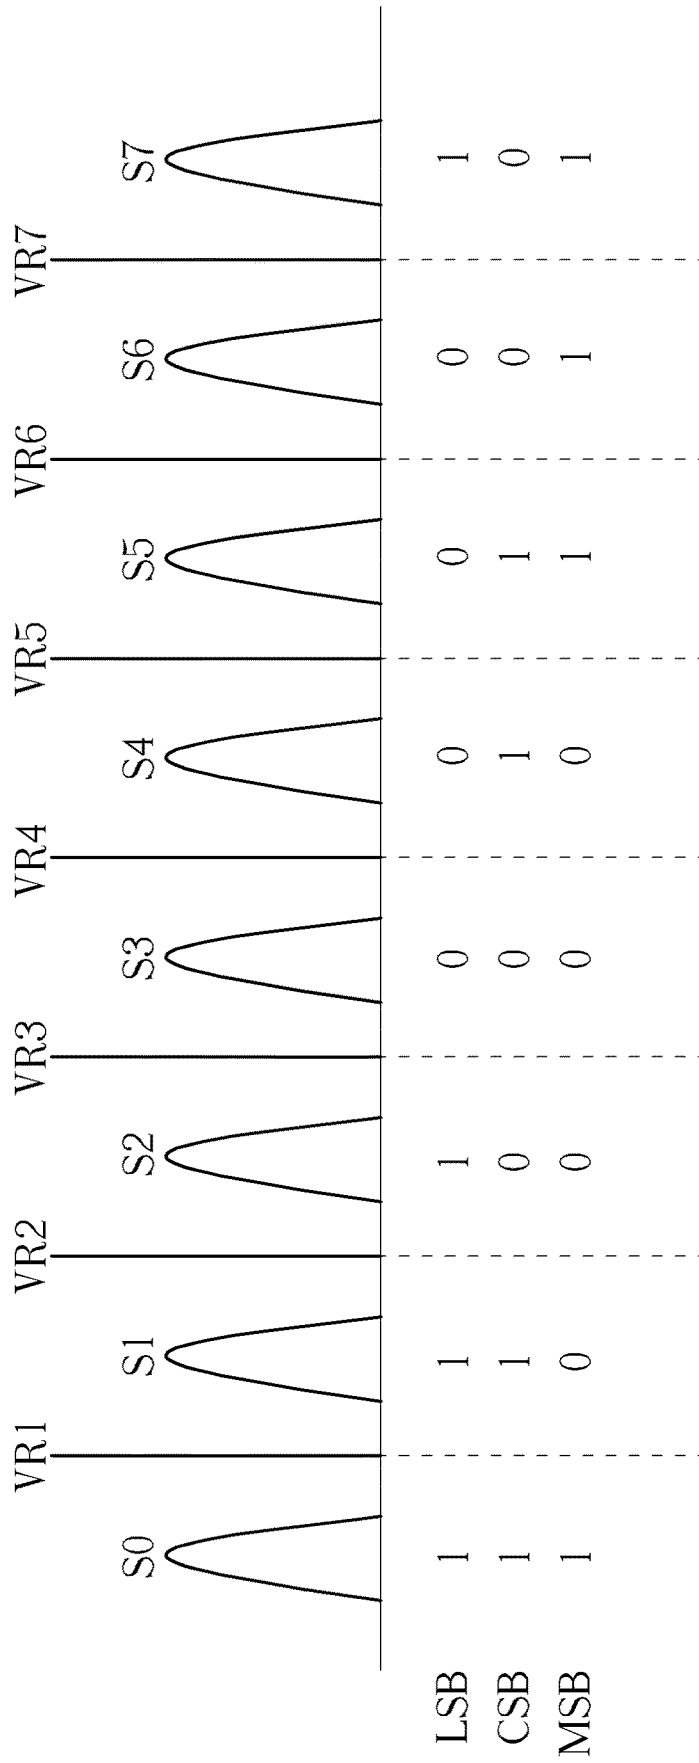 VR1 VR2 VR3 VR4 VR5 VR6 VR7
S0 S1 S2 S3 S4 S5 S6 S7
LSB 1 1 1 0 0 0 0 1
CSB 1 1 0 0 1 1 0 0
MSB 1 0 0 0 0 1 1 1